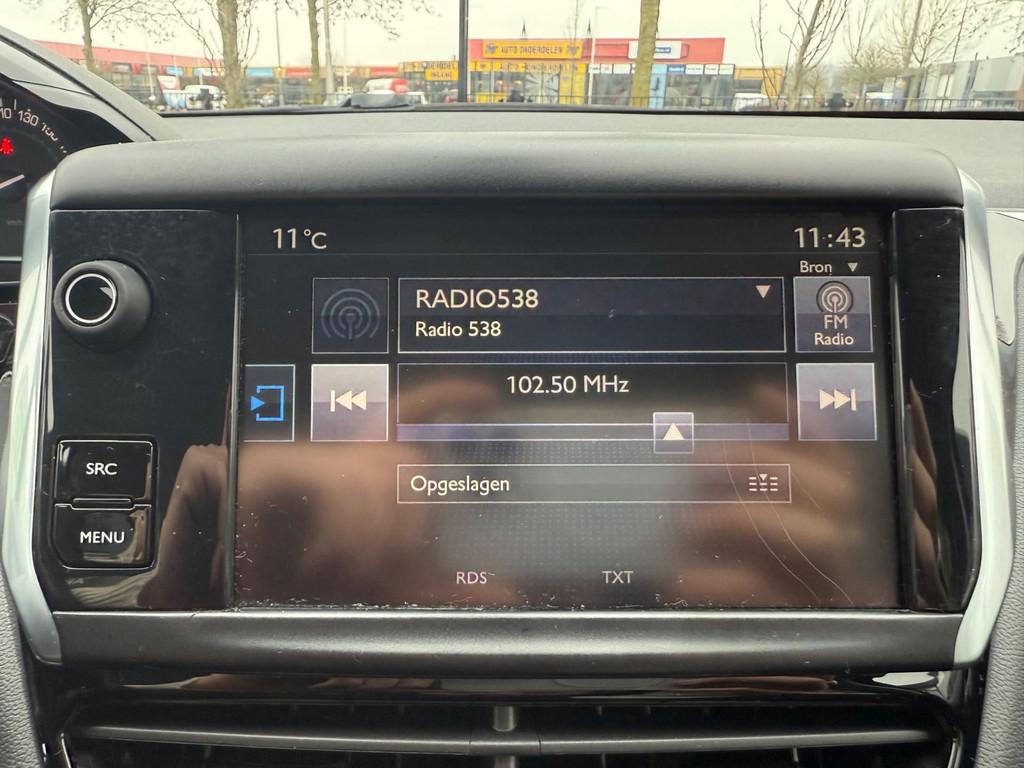 AUTO ONDERDELEN
130
11°C
11:43
Bron
RADIO538
Radio 538
FM
Radio
102.50 MHz
SRC
Opgeslagen
MENU
RDS
TXT